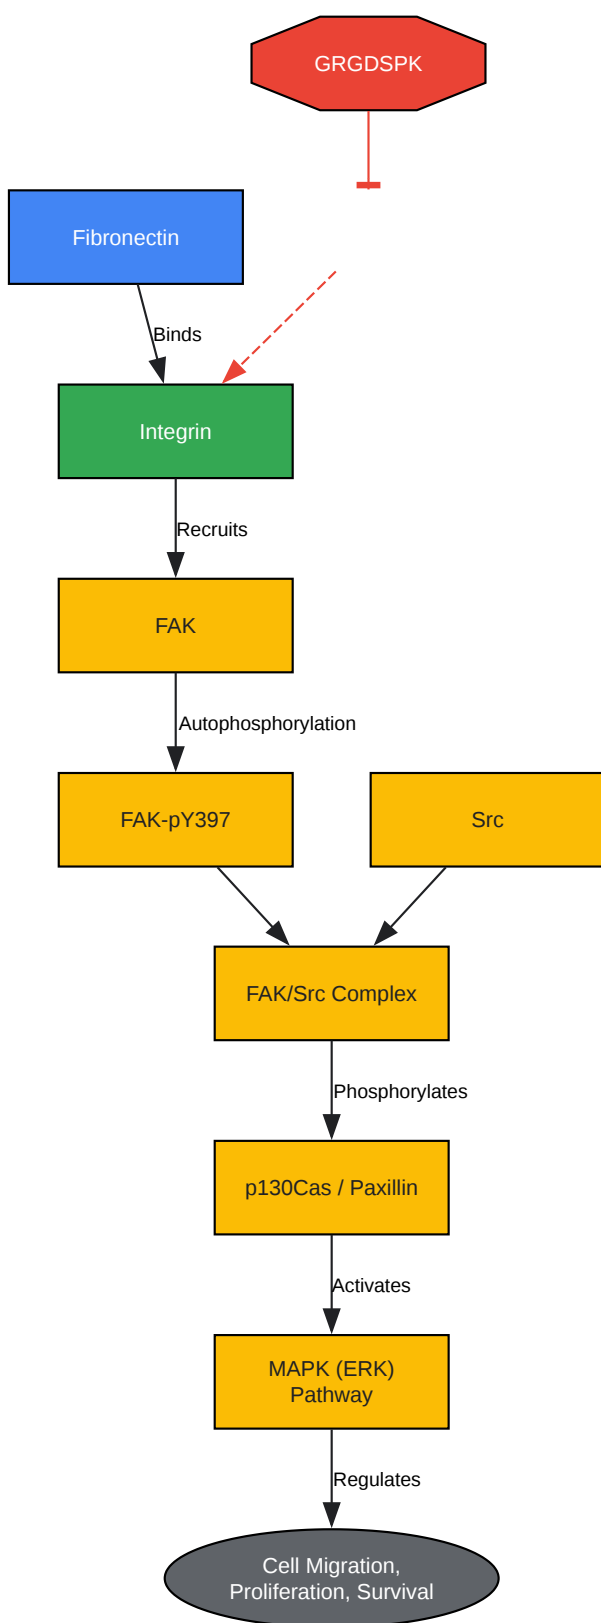 GRGDSPK
Fibronectin
Binds
Integrin
Recruits
FAK
Autophosphorylation
FAK-pY397
Src
FAK/Src Complex
Phosphorylates
p130Cas / Paxillin
Activates
MAPK (ERK)
Pathway
Regulates
Cell Migration,
Proliferation, Survival